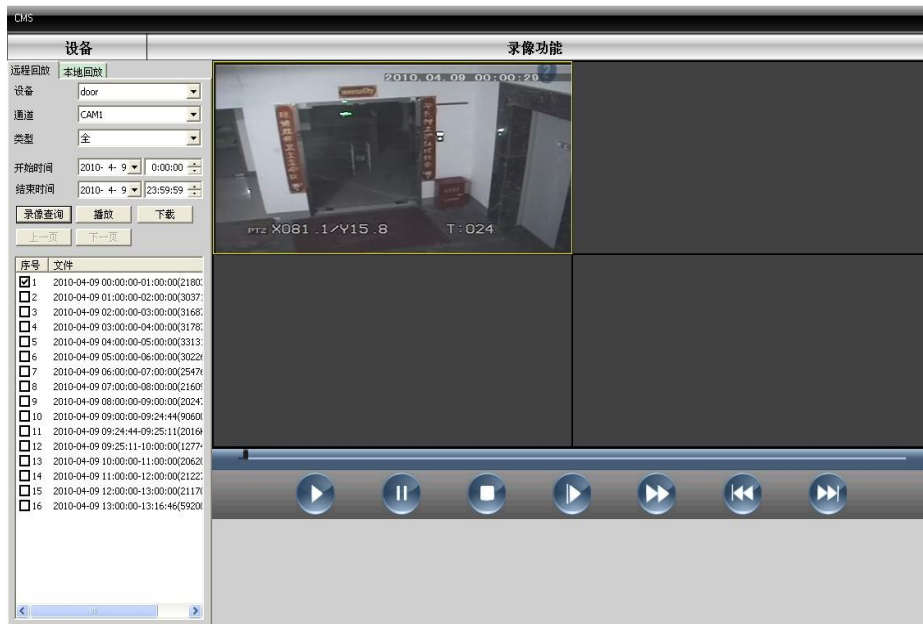 CMS
设备
录像功能
远程回放 本地回放
设备 door
通道 CAM1
类型 全
开始时间 2010- 4- 9 0:00:00
结束时间 2010- 4- 9 23:59:59
录像查询 播放 下载
上一页 下一页
序号 文件
1 2010-04-09 00:00:00-01:00:00(2180
2 2010-04-09 01:00:00-02:00:00(3037
3 2010-04-09 02:00:00-03:00:00(3168
4 2010-04-09 03:00:00-04:00:00(3178
5 2010-04-09 04:00:00-05:00:00(3313
6 2010-04-09 05:00:00-06:00:00(3022
7 2010-04-09 06:00:00-07:00:00(2547
8 2010-04-09 07:00:00-08:00:00(2160
9 2010-04-09 08:00:00-09:00:00(2024
10 2010-04-09 09:00:00-09:24:44(9060
11 2010-04-09 09:24:44-09:25:11(2016
12 2010-04-09 09:25:11-10:00:00(1277
13 2010-04-09 10:00:00-11:00:00(2062
14 2010-04-09 11:00:00-12:00:00(2122
15 2010-04-09 12:00:00-13:00:00(2117
16 2010-04-09 13:00:00-13:16:46(5920
2010.04.09 00:00:29
PTZ X081.1/Y15.8 T:024